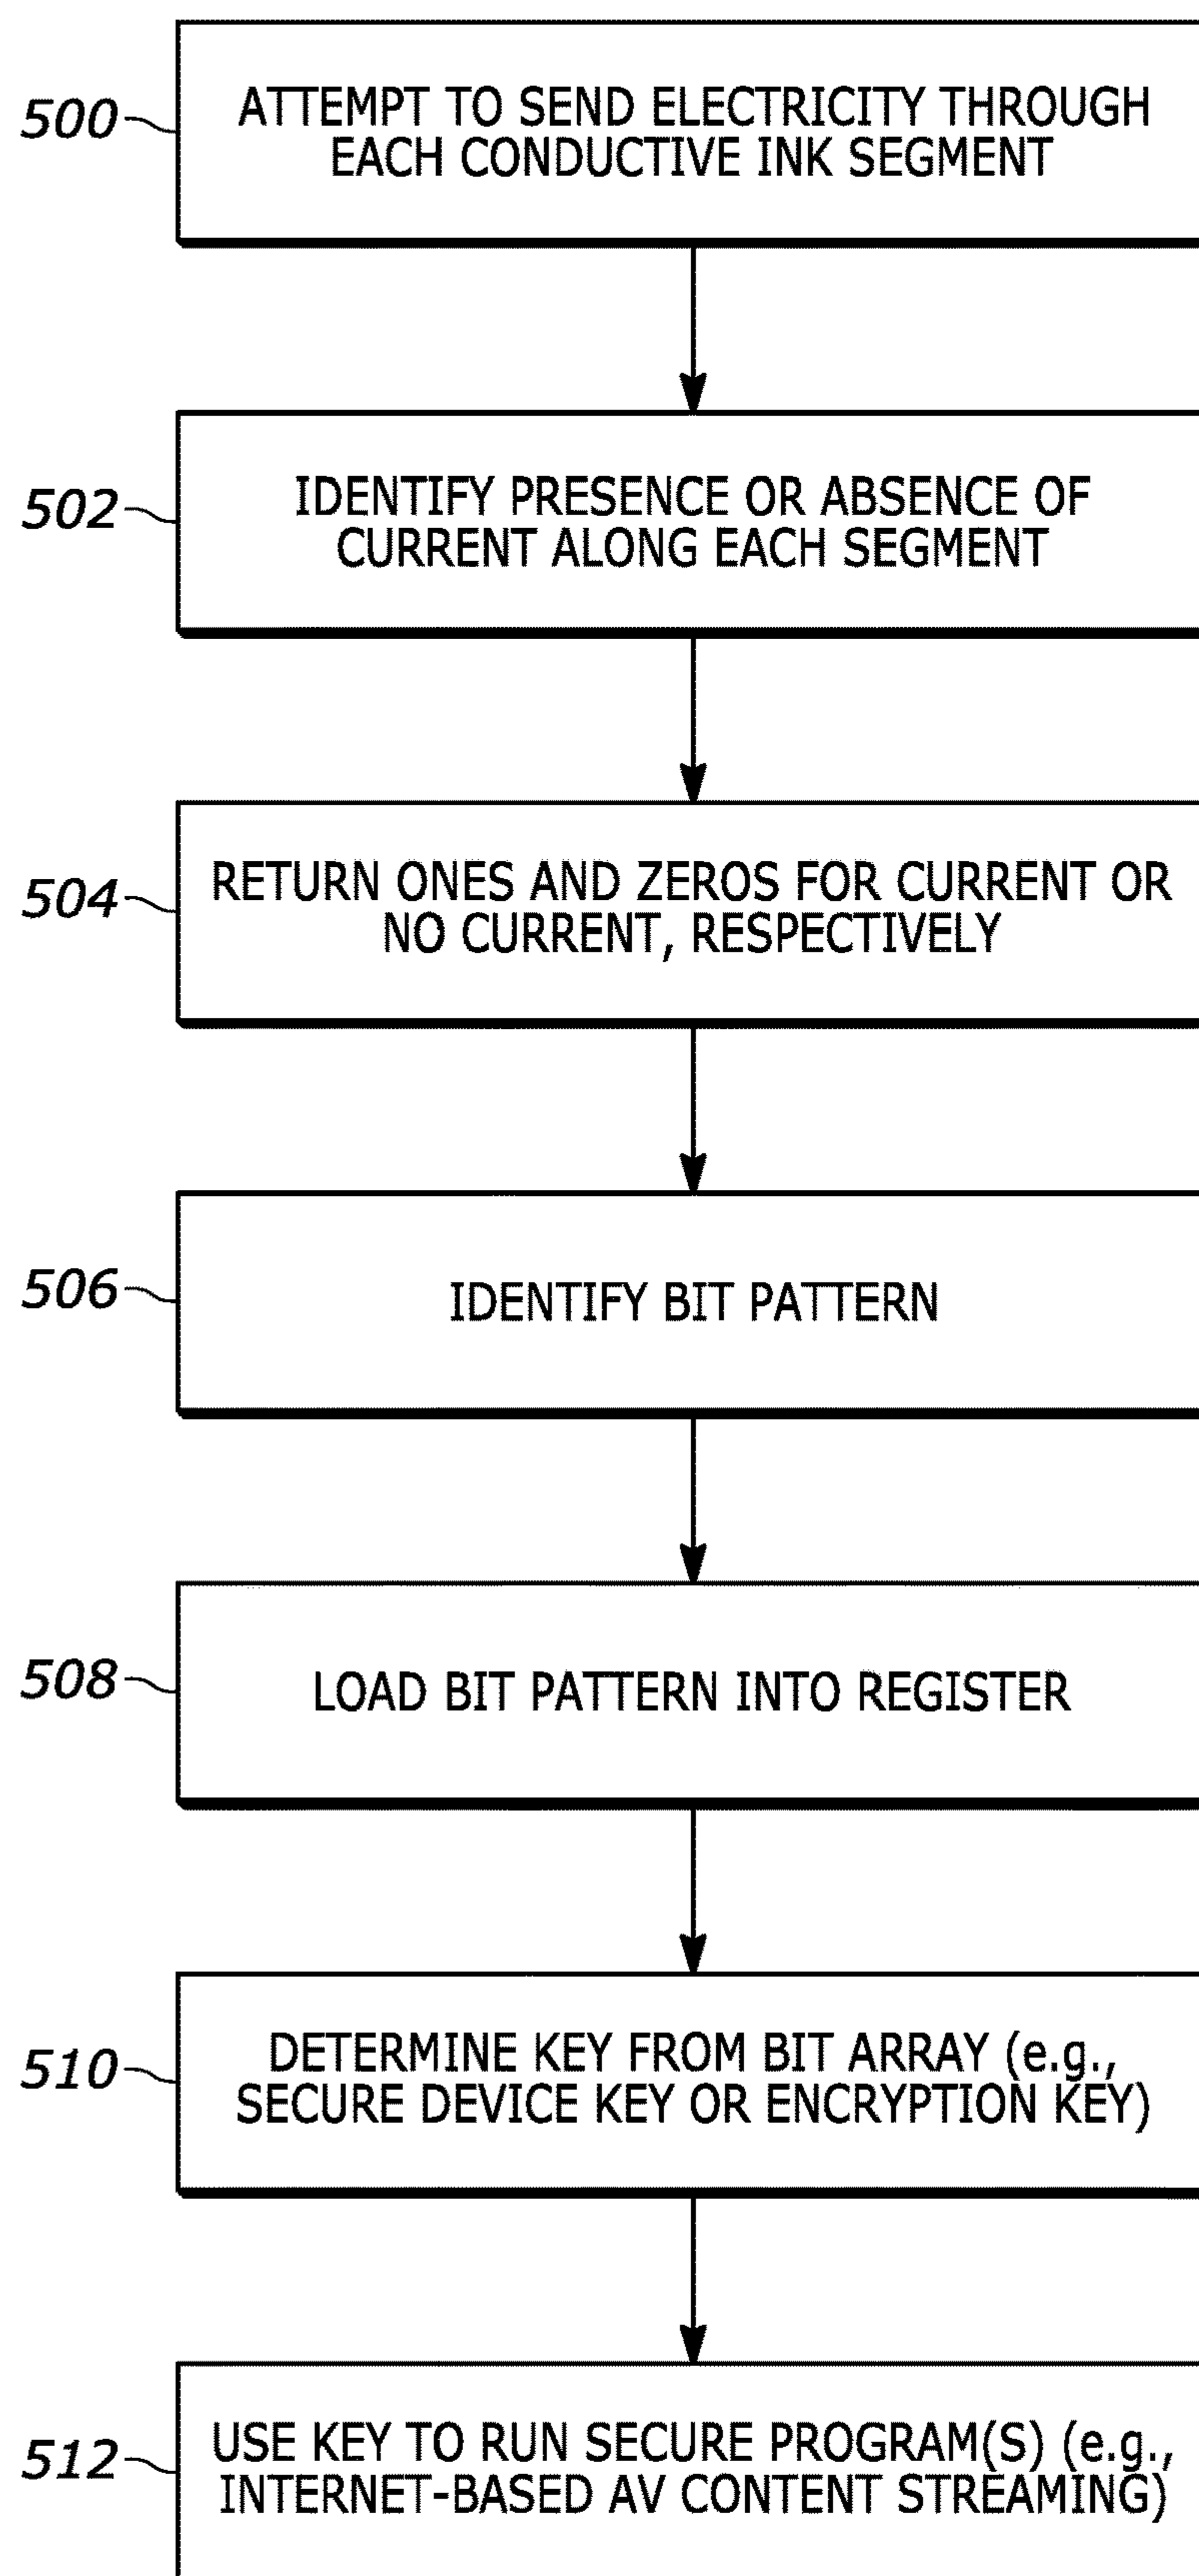 500
ATTEMPT TO SEND ELECTRICITY THROUGH
EACH CONDUCTIVE INK SEGMENT
502
IDENTIFY PRESENCE OR ABSENCE OF
CURRENT ALONG EACH SEGMENT
504
RETURN ONES AND ZEROS FOR CURRENT OR
NO CURRENT, RESPECTIVELY
506
IDENTIFY BIT PATTERN
508
LOAD BIT PATTERN INTO REGISTER
510
DETERMINE KEY FROM BIT ARRAY (e.g.,
SECURE DEVICE KEY OR ENCRYPTION KEY)
512
USE KEY TO RUN SECURE PROGRAM(S) (e.g.,
INTERNET-BASED AV CONTENT STREAMING)